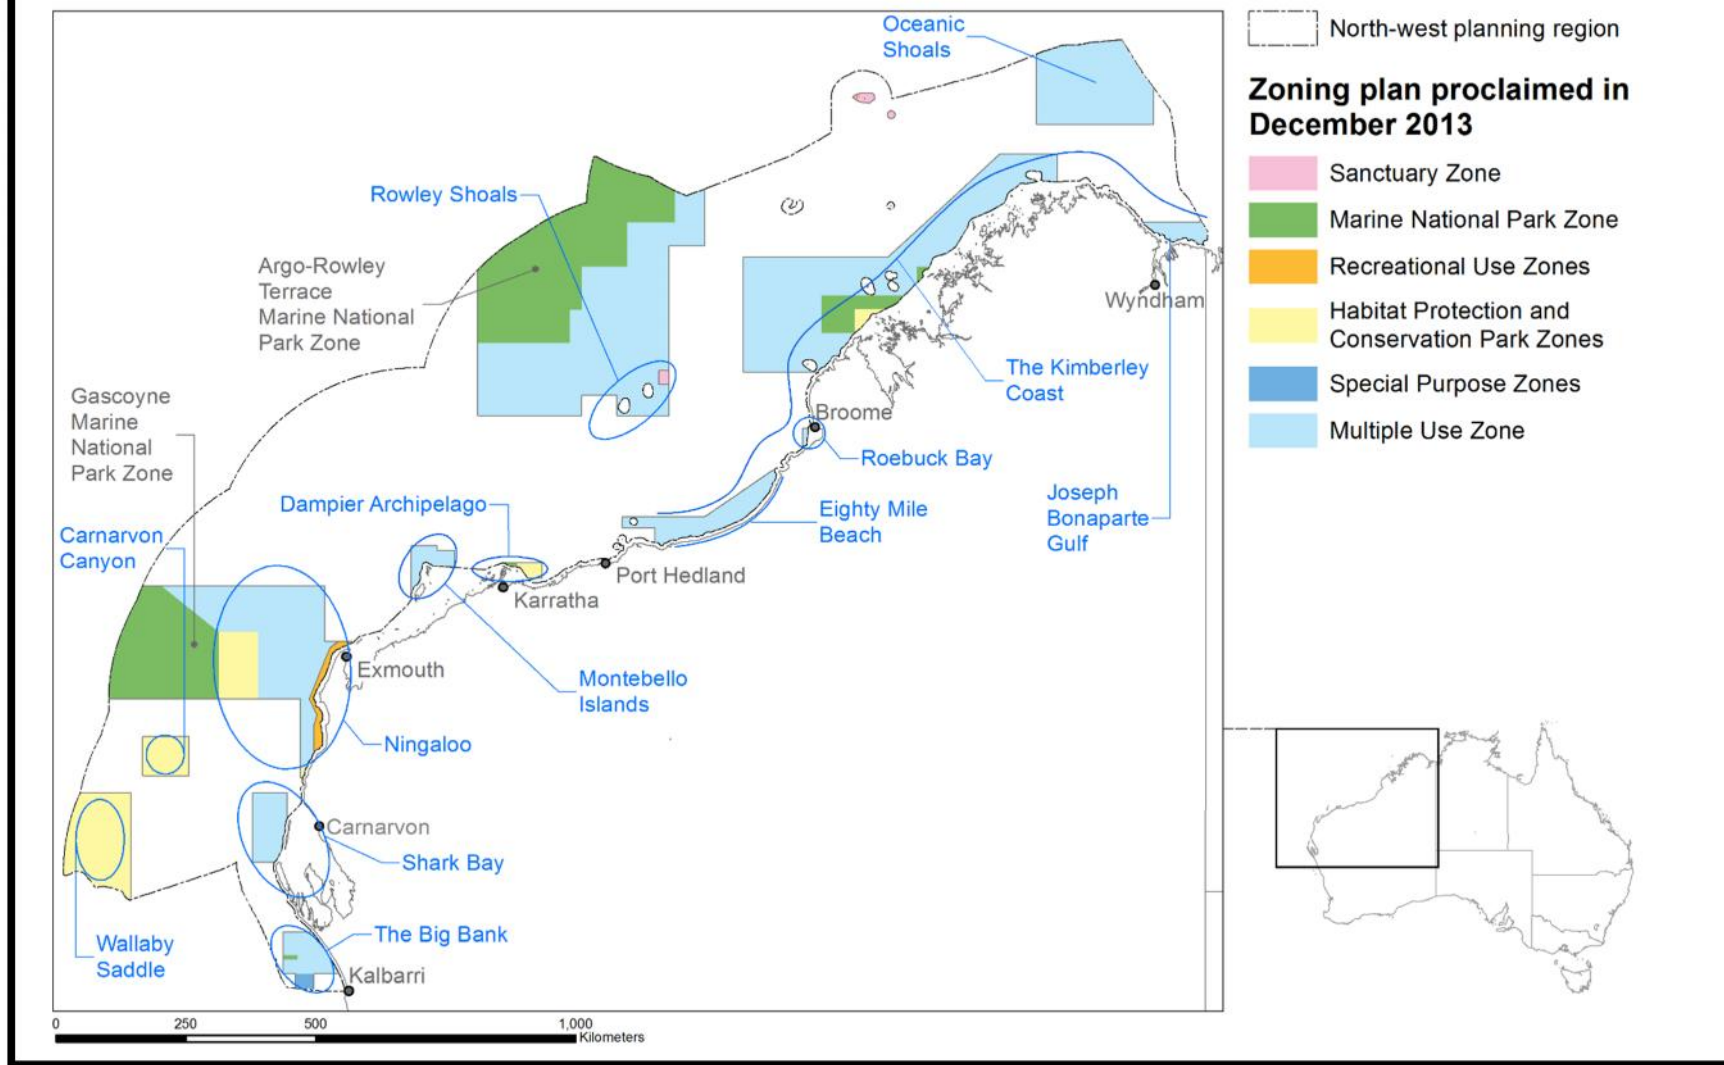 Oceanic
Shoals
Rowley Shoals
Argo-Rowley
Terrace
Marine National
Park Zone
Wyndham
The Kimberley
Coast
Gascoyne
Marine
National
Park Zone
Broome
Roebuck Bay
Dampier Archipelago
Eighty Mile
Beach
Joseph
Bonaparte
Gulf
Carnarvon
Canyon
Port Hedland
Karratha
Exmouth
Montebello
Islands
Ningaloo
Carnarvon
Shark Bay
The Big Bank
Wallaby
Saddle
Kalbarri
0
250
500
1,000
Kilometers
North-west planning region
Zoning plan proclaimed in
December 2013
Sanctuary Zone
Marine National Park Zone
Recreational Use Zones
Habitat Protection and
Conservation Park Zones
Special Purpose Zones
Multiple Use Zone